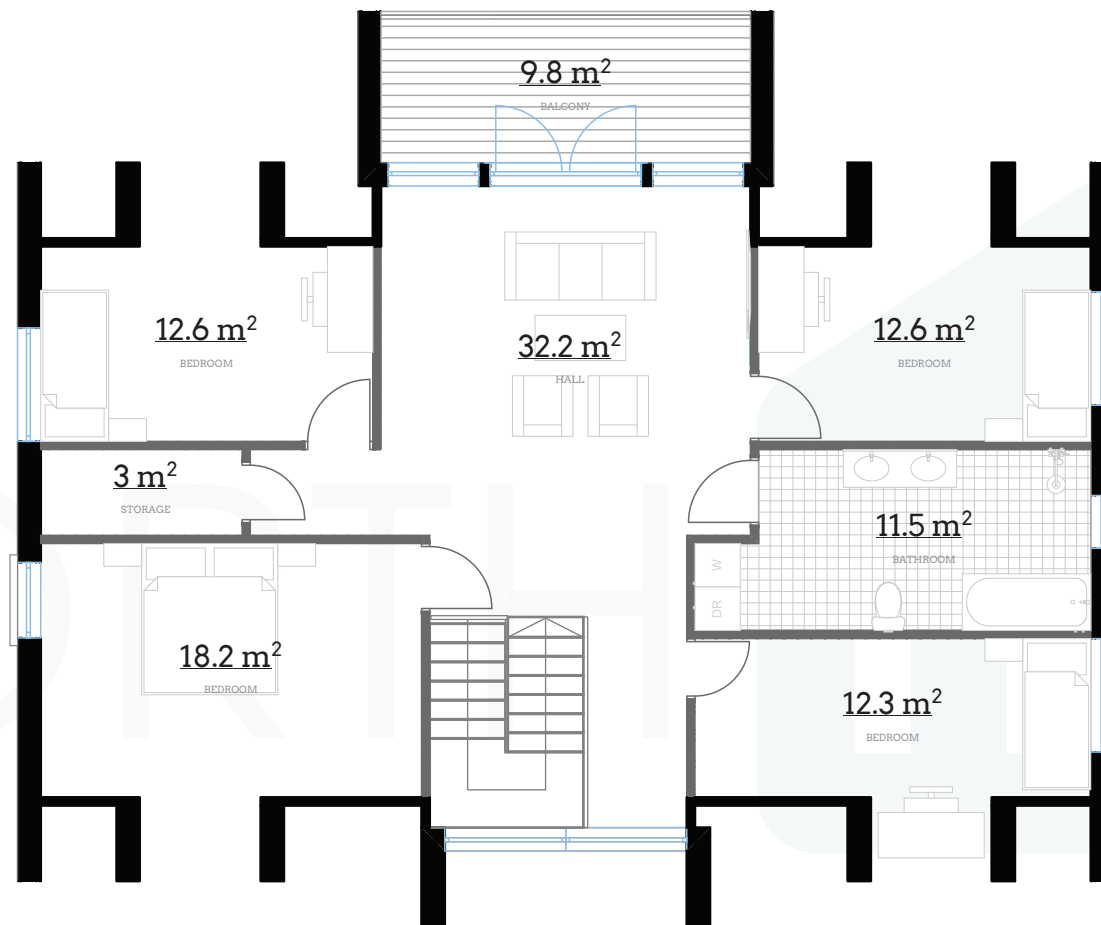 9.8 m²
BALCONY
12.6 m²
BEDROOM
32.2 m²
HALL
12.6 m²
BEDROOM
3 m²
STORAGE
11.5 m²
BATHROOM
W
DR
18.2 m²
BEDROOM
12.3 m²
BEDROOM
ORTH